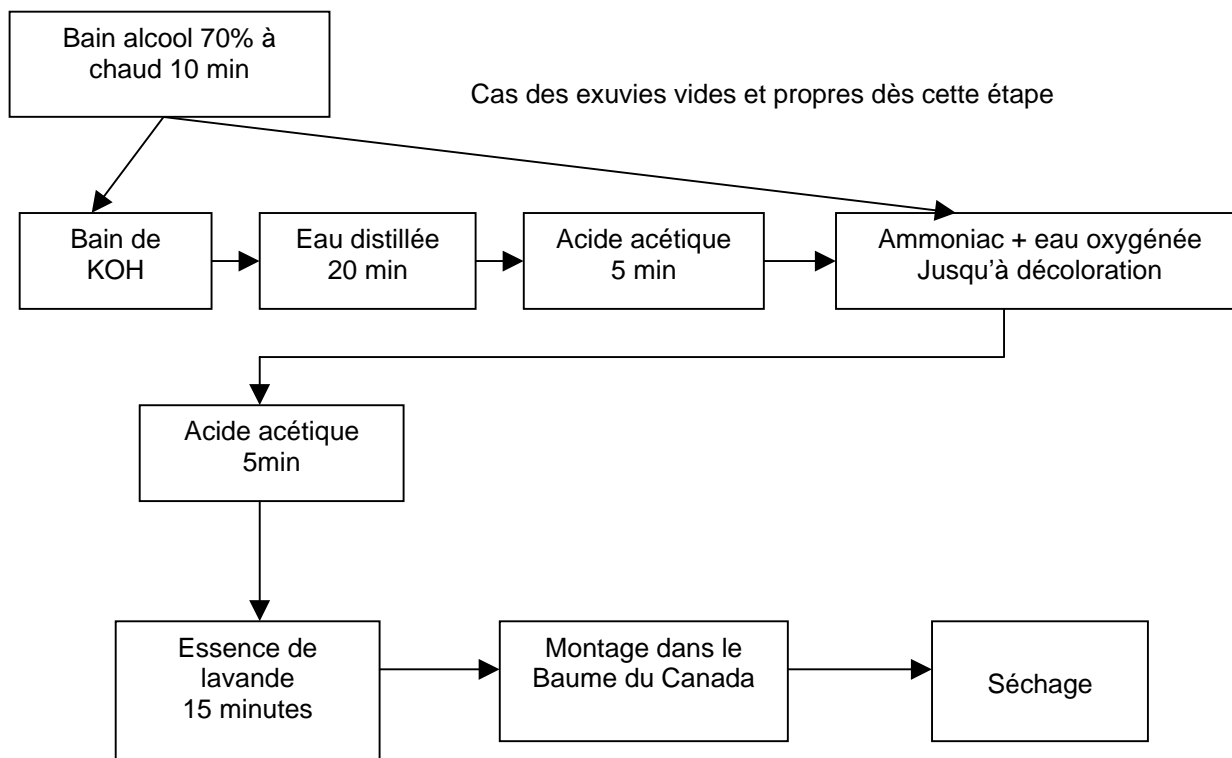 Bain alcool 70% à
chaud 10 min
Cas des exuvies vides et propres dès cette étape
Bain de
KOH
Eau distillée
20 min
Acide acétique
5 min
Ammoniac + eau oxygénée
Jusqu'à décoloration
Acide acétique
5min
Essence de
lavande
15 minutes
Montage dans le
Baume du Canada
Séchage